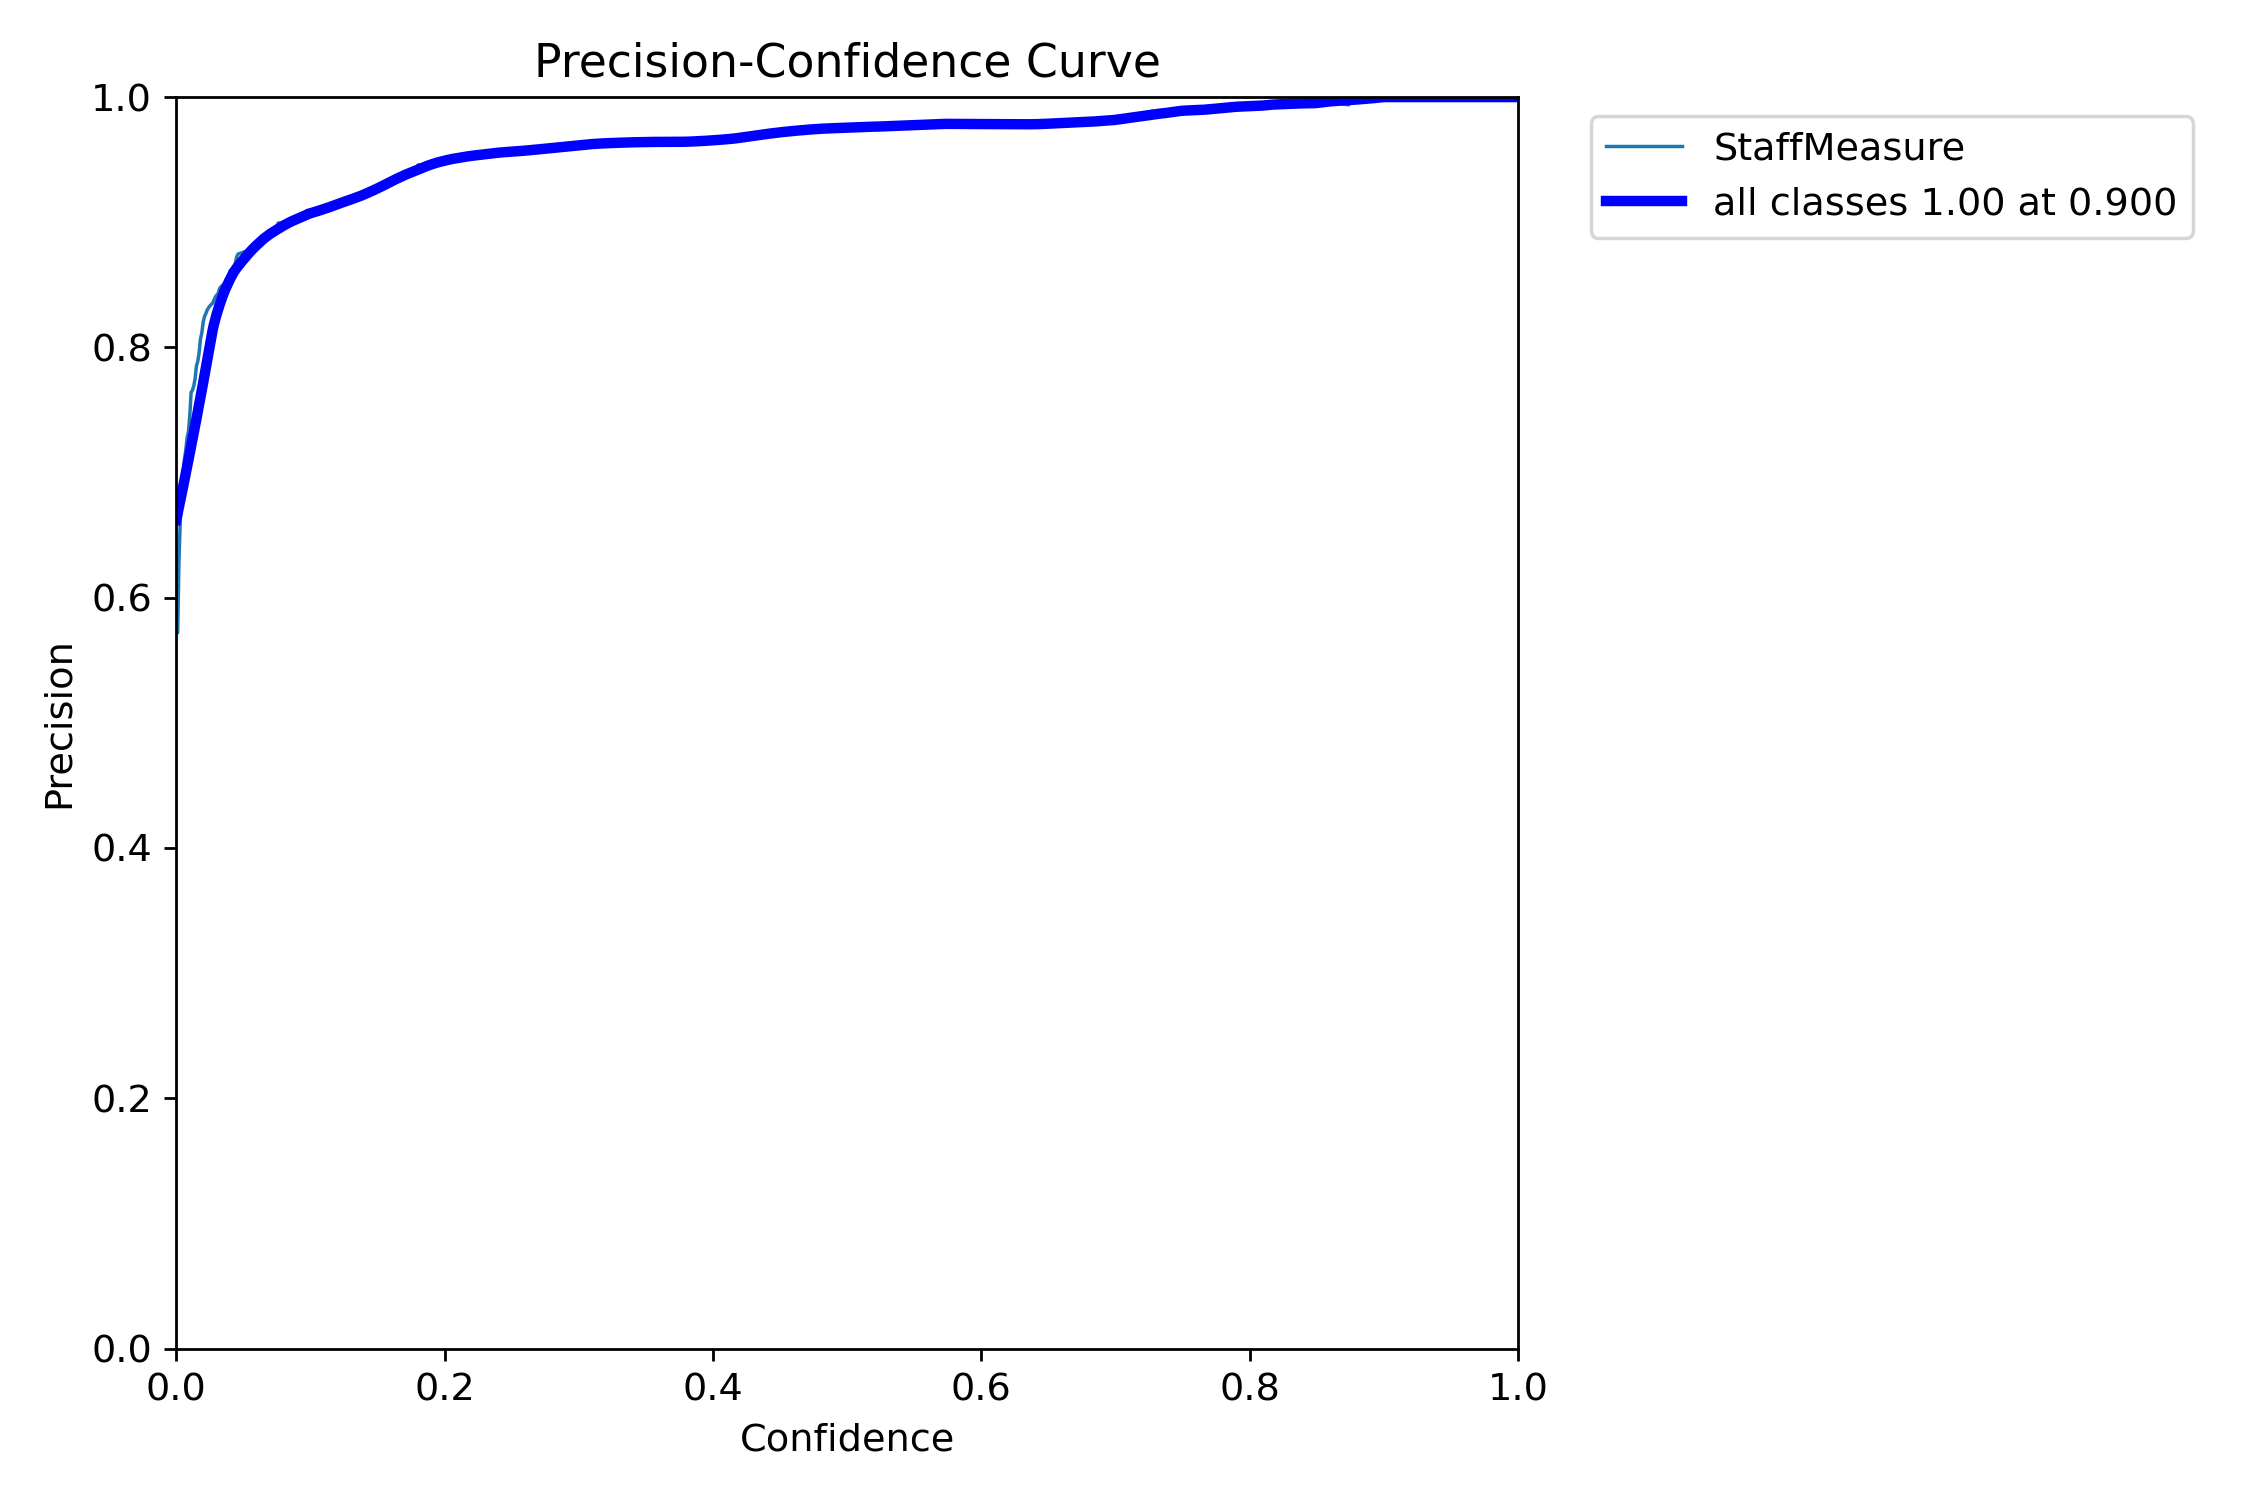 Precision-Confidence Curve
1.0
0.8
0.6
0.4
0.2
0.0
Precision
0.0 0.2 0.4 0.6 0.8 1.0
Confidence
StaffMeasure
all classes 1.00 at 0.900